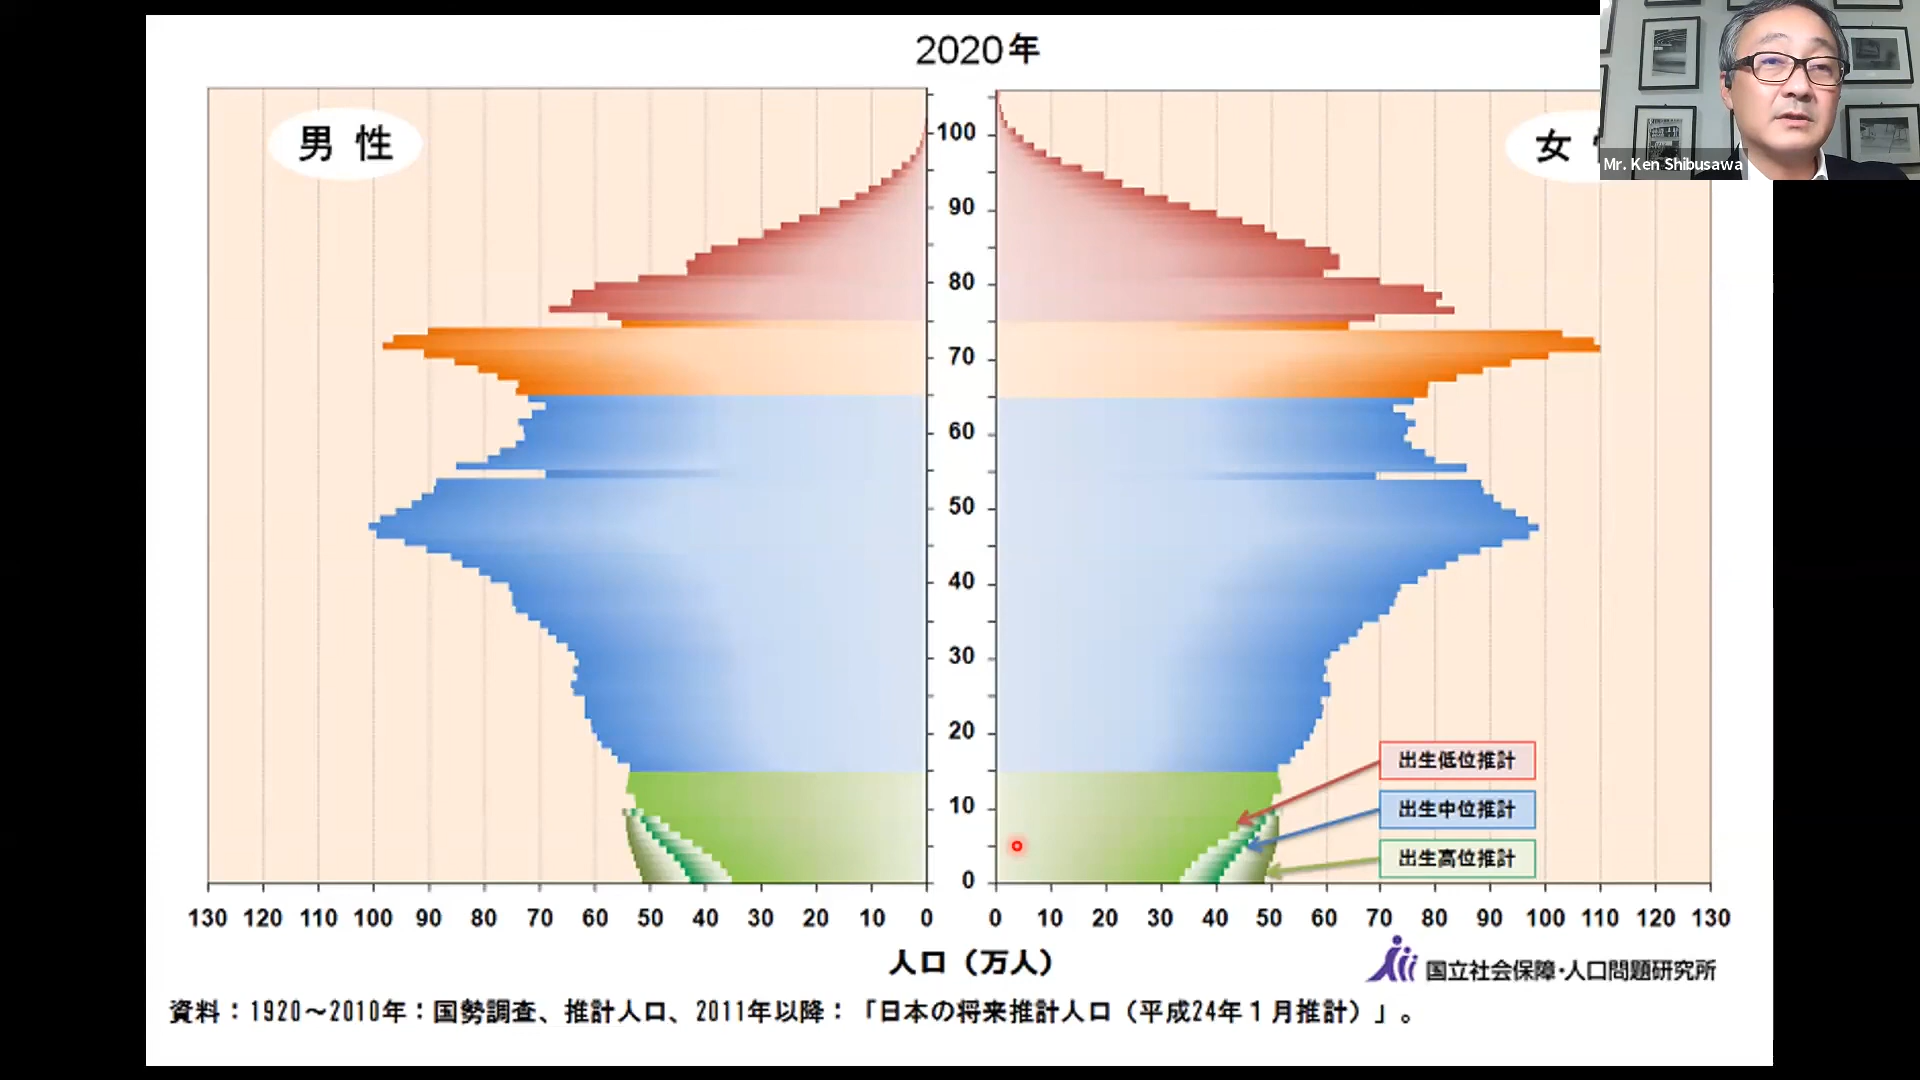 2020年
男 性
女
Mr. Ken Shibusawa
100
90
80
70
60
50
40
30
20
10
0
出生低位推計
出生中位推計
出生高位推計
130 120 110 100 90 80 70 60 50 40 30 20 10 0
0 10 20 30 40 50 60 70 80 90 100 110 120 130
人口（万人）
国立社会保障・人口問題研究所
資料：1920～2010年：国勢調査、推計人口、2011年以降：「日本の将来推計人口（平成24年１月推計）」。